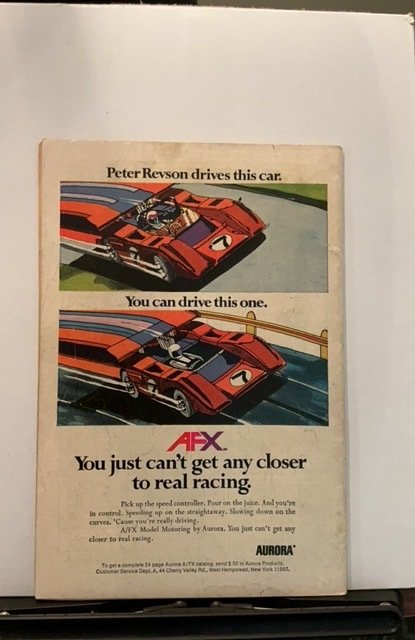 Peter Revson drives this car.
7
You can drive this one.
7
AFX™
You just can't get any closer
to real racing.
Pick up the speed controller. Pour on the juice. And you're
in control. Speeding up on the straightaway. Slowing down on the
curves. 'Cause you're really driving.
A/FX Model Motoring by Aurora. You just can't get any
closer to real racing.
AURORA®
To get a complete 24 page Aurora A/FX catalog, send $.50 to Aurora Products,
Customer Service Dept. A, 44 Cherry Valley Rd., West Hempstead, New York 11552.